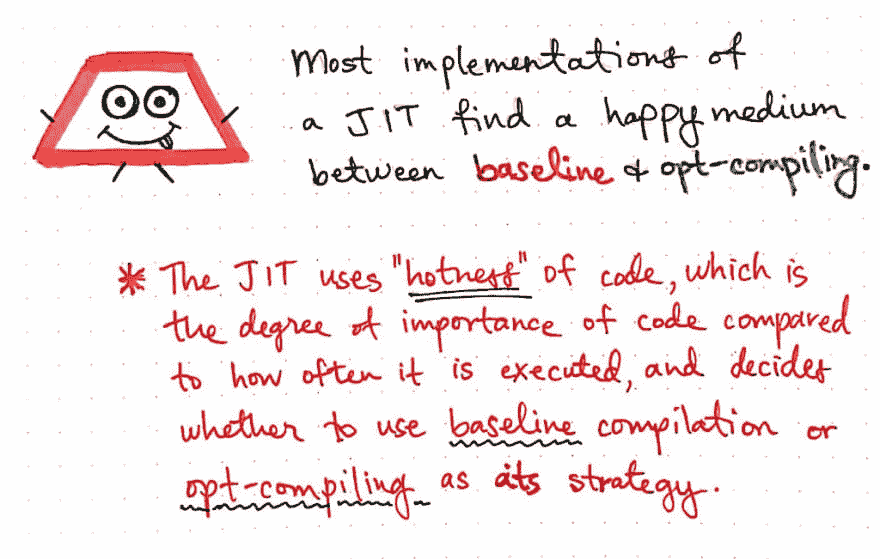 Most implementations of
a JIT find a happy medium
between baseline & opt-compiling.
* The JIT uses "hotness" of code, which is
the degree of importance of code compared
to how often it is executed, and decides
whether to use baseline compilation or
opt-compiling as its strategy.